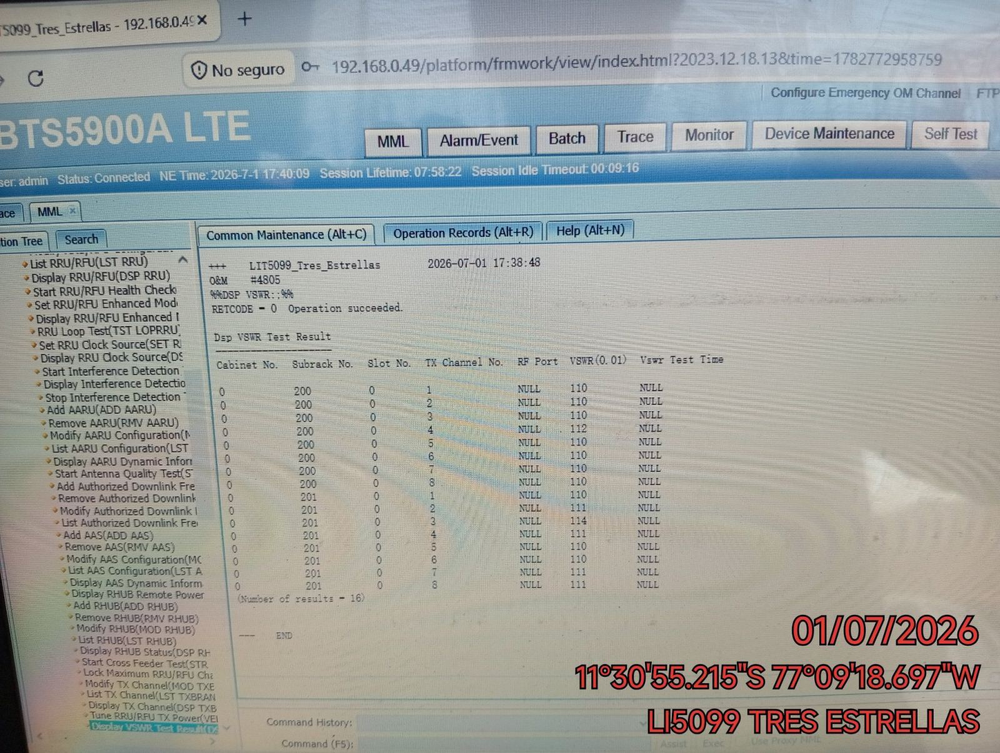 5099_Tres_Estrellas - 192.168.0.49
No seguro
192.168.0.49/platform/frmwork/view/index.html?2023.12.18.13&time=1782772958759
Configure Emergency OM Channel FTP
BTS5900A LTE
MML Alarm/Event Batch Trace Monitor Device Maintenance Self Test
ser: admin Status: Connected NE Time: 2026-7-1 17:40:09 Session Lifetime: 07:58:22 Session Idle Timeout: 00:09:16
ace MML
tion Tree Search
Common Maintenance (Alt+C) Operation Records (Alt+R) Help (Alt+N)
List RRU/RFU(LST RRU)
Display RRU/RFU(DSP RRU)
Start RRU/RFU Health Check
Set RRU/RFU Enhanced Mod
Display RRU/RFU Enhanced
RRU Loop Test(TST LOPRRU
Set RRU Clock Source(SET R
Display RRU Clock Source(DS
Start Interference Detection
Display Interference Detectio
Stop Interference Detection
Add AARU(ADD AARU)
Remove AARU(RMV AARU)
Modify AARU Configuration(M
List AARU Configuration(LST
Display AARU Dynamic Infor
Start Antenna Quality Test(S
Add Authorized Downlink Fre
Remove Authorized Downlink
Modify Authorized Downlink
List Authorized Downlink Fre
Add AAS(ADD AAS)
Remove AAS(RMV AAS)
Modify AAS Configuration(MO
List AAS Configuration(LST A
Display AAS Dynamic Inform
Display RHUB Remote Power
Add RHUB(ADD RHUB)
Remove RHUB(RMV RHUB)
Modify RHUB(MOD RHUB)
List RHUB(LST RHUB)
Display RHUB Status(DSP RH
Start Cross Feeder Test(STR
Lock Maximum RRU/RFU Cha
Modify TX Channel(MOD TXB
List TX Channel(LST TXBRAN
Display TX Channel(DSP TXB
Tune RRU/RFU TX Power(VEI
Display VSWR Test Result(DS
+++ LIT5099_Tres_Estrellas 2026-07-01 17:38:48
O&M #4805
%%DSP VSWR:;%%
RETCODE = 0 Operation succeeded.
Dsp VSWR Test Result
--------------------
Cabinet No. Subrack No. Slot No. TX Channel No. RF Port VSWR(0.01) Vswr Test Time
0 200 0 1 NULL 110 NULL
0 200 0 2 NULL 110 NULL
0 200 0 3 NULL 110 NULL
0 200 0 4 NULL 112 NULL
0 200 0 5 NULL 110 NULL
0 200 0 6 NULL 110 NULL
0 200 0 7 NULL 110 NULL
0 200 0 8 NULL 110 NULL
0 201 0 1 NULL 110 NULL
0 201 0 2 NULL 111 NULL
0 201 0 3 NULL 114 NULL
0 201 0 4 NULL 111 NULL
0 201 0 5 NULL 110 NULL
0 201 0 6 NULL 110 NULL
0 201 0 7 NULL 111 NULL
0 201 0 8 NULL 111 NULL
(Number of results = 16)
--- END
Command History:
Command (F5): Assist Exec Use Proxy MML
01/07/2026
11°30'55.215"S 77°09'18.697"W
LI5099 TRES ESTRELLAS